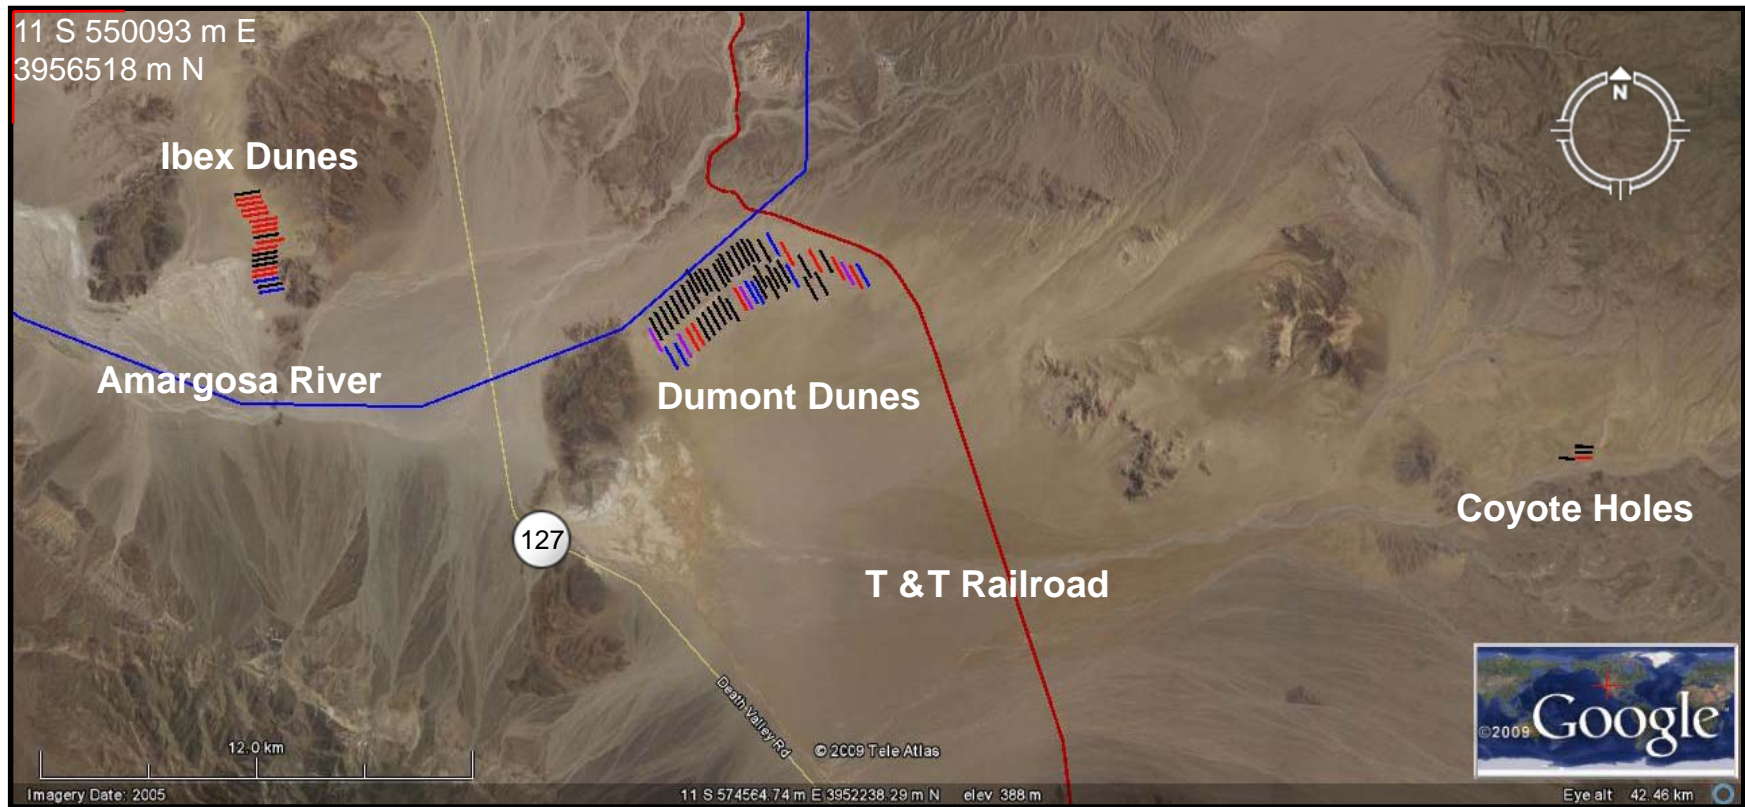 11 S 550093 m E
3956518 m N
N
Ibex Dunes
Amargosa River
Dumont Dunes
Coyote Holes
127
T &T Railroad
Death Valley Rd
12.0 km
© 2009 Tele Atlas
©2009 Google
Imagery Date: 2005
11 S 574564.74 m E 3952238.29 m N elev 388 m
Eye alt 42.46 km